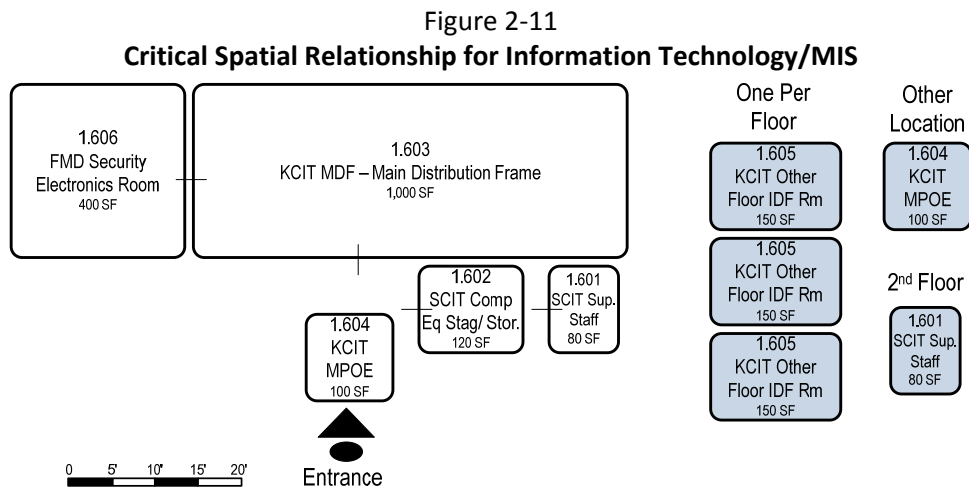 Figure 2-11
Critical Spatial Relationship for Information Technology/MIS
1.606
FMD Security
Electronics Room
400 SF
1.603
KCIT MDF – Main Distribution Frame
1,000 SF
1.602
SCIT Comp
Eq Stag/ Stor.
120 SF
1.601
SCIT Sup.
Staff
80 SF
1.604
KCIT
MPOE
100 SF
Entrance
0 5' 10' 15' 20'
One Per
Floor
1.605
KCIT Other
Floor IDF Rm
150 SF
1.605
KCIT Other
Floor IDF Rm
150 SF
1.605
KCIT Other
Floor IDF Rm
150 SF
Other
Location
1.604
KCIT
MPOE
100 SF
2nd Floor
1.601
SCIT Sup.
Staff
80 SF